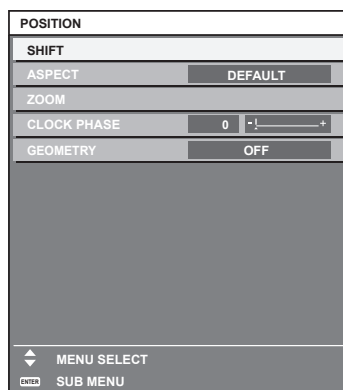 POSITION
SHIFT
ASPECT DEFAULT
ZOOM
CLOCK PHASE 0 - +
GEOMETRY OFF
MENU SELECT
ENTER SUB MENU